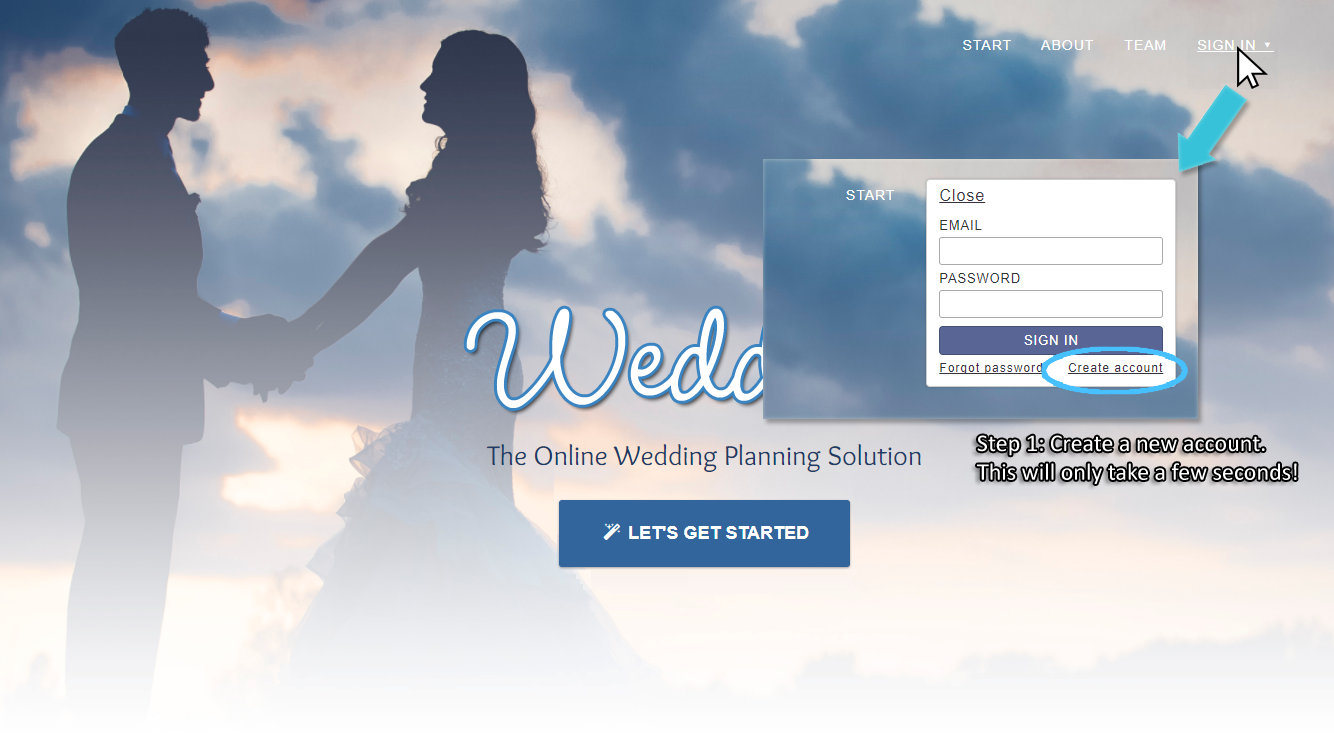 START ABOUT TEAM SIGN IN ▾
START
Close
EMAIL
PASSWORD
SIGN IN
Forgot password Create account
Wedd
The Online Wedding Planning Solution
Step 1: Create a new account.
This will only take a few seconds!
LET'S GET STARTED